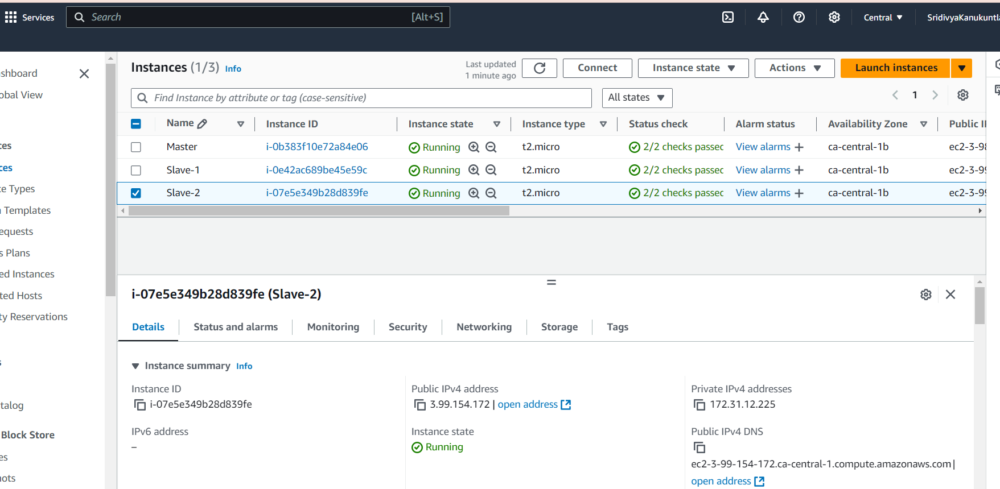 Services Search [Alt+S] Central SridivyaKanukuntl
shboard
obal View
ces
ces
e Types
Templates
equests
s Plans
ed Instances
ted Hosts
ty Reservations
s
talog
Block Store
es
nots
Instances (1/3) Info Last updated 1 minute ago Connect Instance state Actions Launch instances
Find Instance by attribute or tag (case-sensitive) All states 1
Name Instance ID Instance state Instance type Status check Alarm status Availability Zone Public I
Master i-0b383f10e72a84e06 Running t2.micro 2/2 checks passec View alarms + ca-central-1b ec2-3-98
Slave-1 i-0e42ac689be45e59c Running t2.micro 2/2 checks passec View alarms + ca-central-1b ec2-3-99
Slave-2 i-07e5e349b28d839fe Running t2.micro 2/2 checks passec View alarms + ca-central-1b ec2-3-99
i-07e5e349b28d839fe (Slave-2)
Details Status and alarms Monitoring Security Networking Storage Tags
Instance summary Info
Instance ID
i-07e5e349b28d839fe
Public IPv4 address
3.99.154.172 | open address
Private IPv4 addresses
172.31.12.225
IPv6 address
–
Instance state
Running
Public IPv4 DNS
ec2-3-99-154-172.ca-central-1.compute.amazonaws.com |
open address